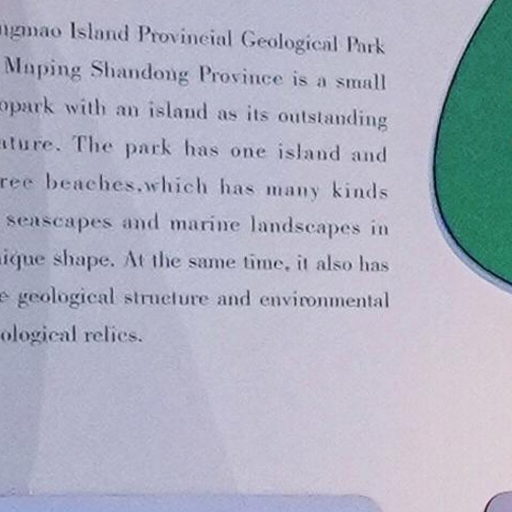 ngmao Island Provincial Geological Park
Muping Shandong Province is a small
opark with an island as its outstanding
ature. The park has one island and
ree beaches,which has many kinds
seascapes and marine landscapes in
ique shape. At the same time, it also has
e geological structure and environmental
ological relics.